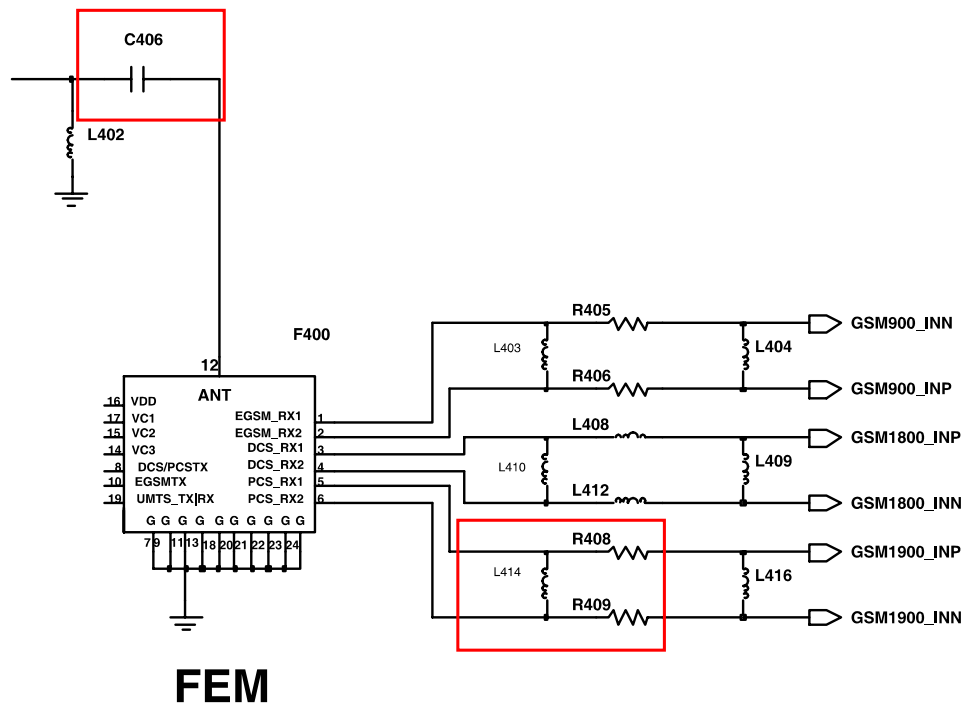 C406
L402
R405
GSM900_INN
F400
L403
L404
12
R406
GSM900_INP
ANT
16 VDD
EGSM_RX1 1
17 VC1
L408
15 VC2
EGSM_RX2 2
GSM1800_INP
14 VC3
DCS_RX1 3
L410
L409
8 DCS/PCSTX
DCS_RX2 4
10 EGSMTX
PCS_RX1 5
L412
19 UMTS_TX|RX
PCS_RX2 6
GSM1800_INN
G G G G G G G G G G
7 9 11 13 18 20 21 22 23 24
R408
GSM1900_INP
L414
L416
R409
GSM1900_INN
FEM